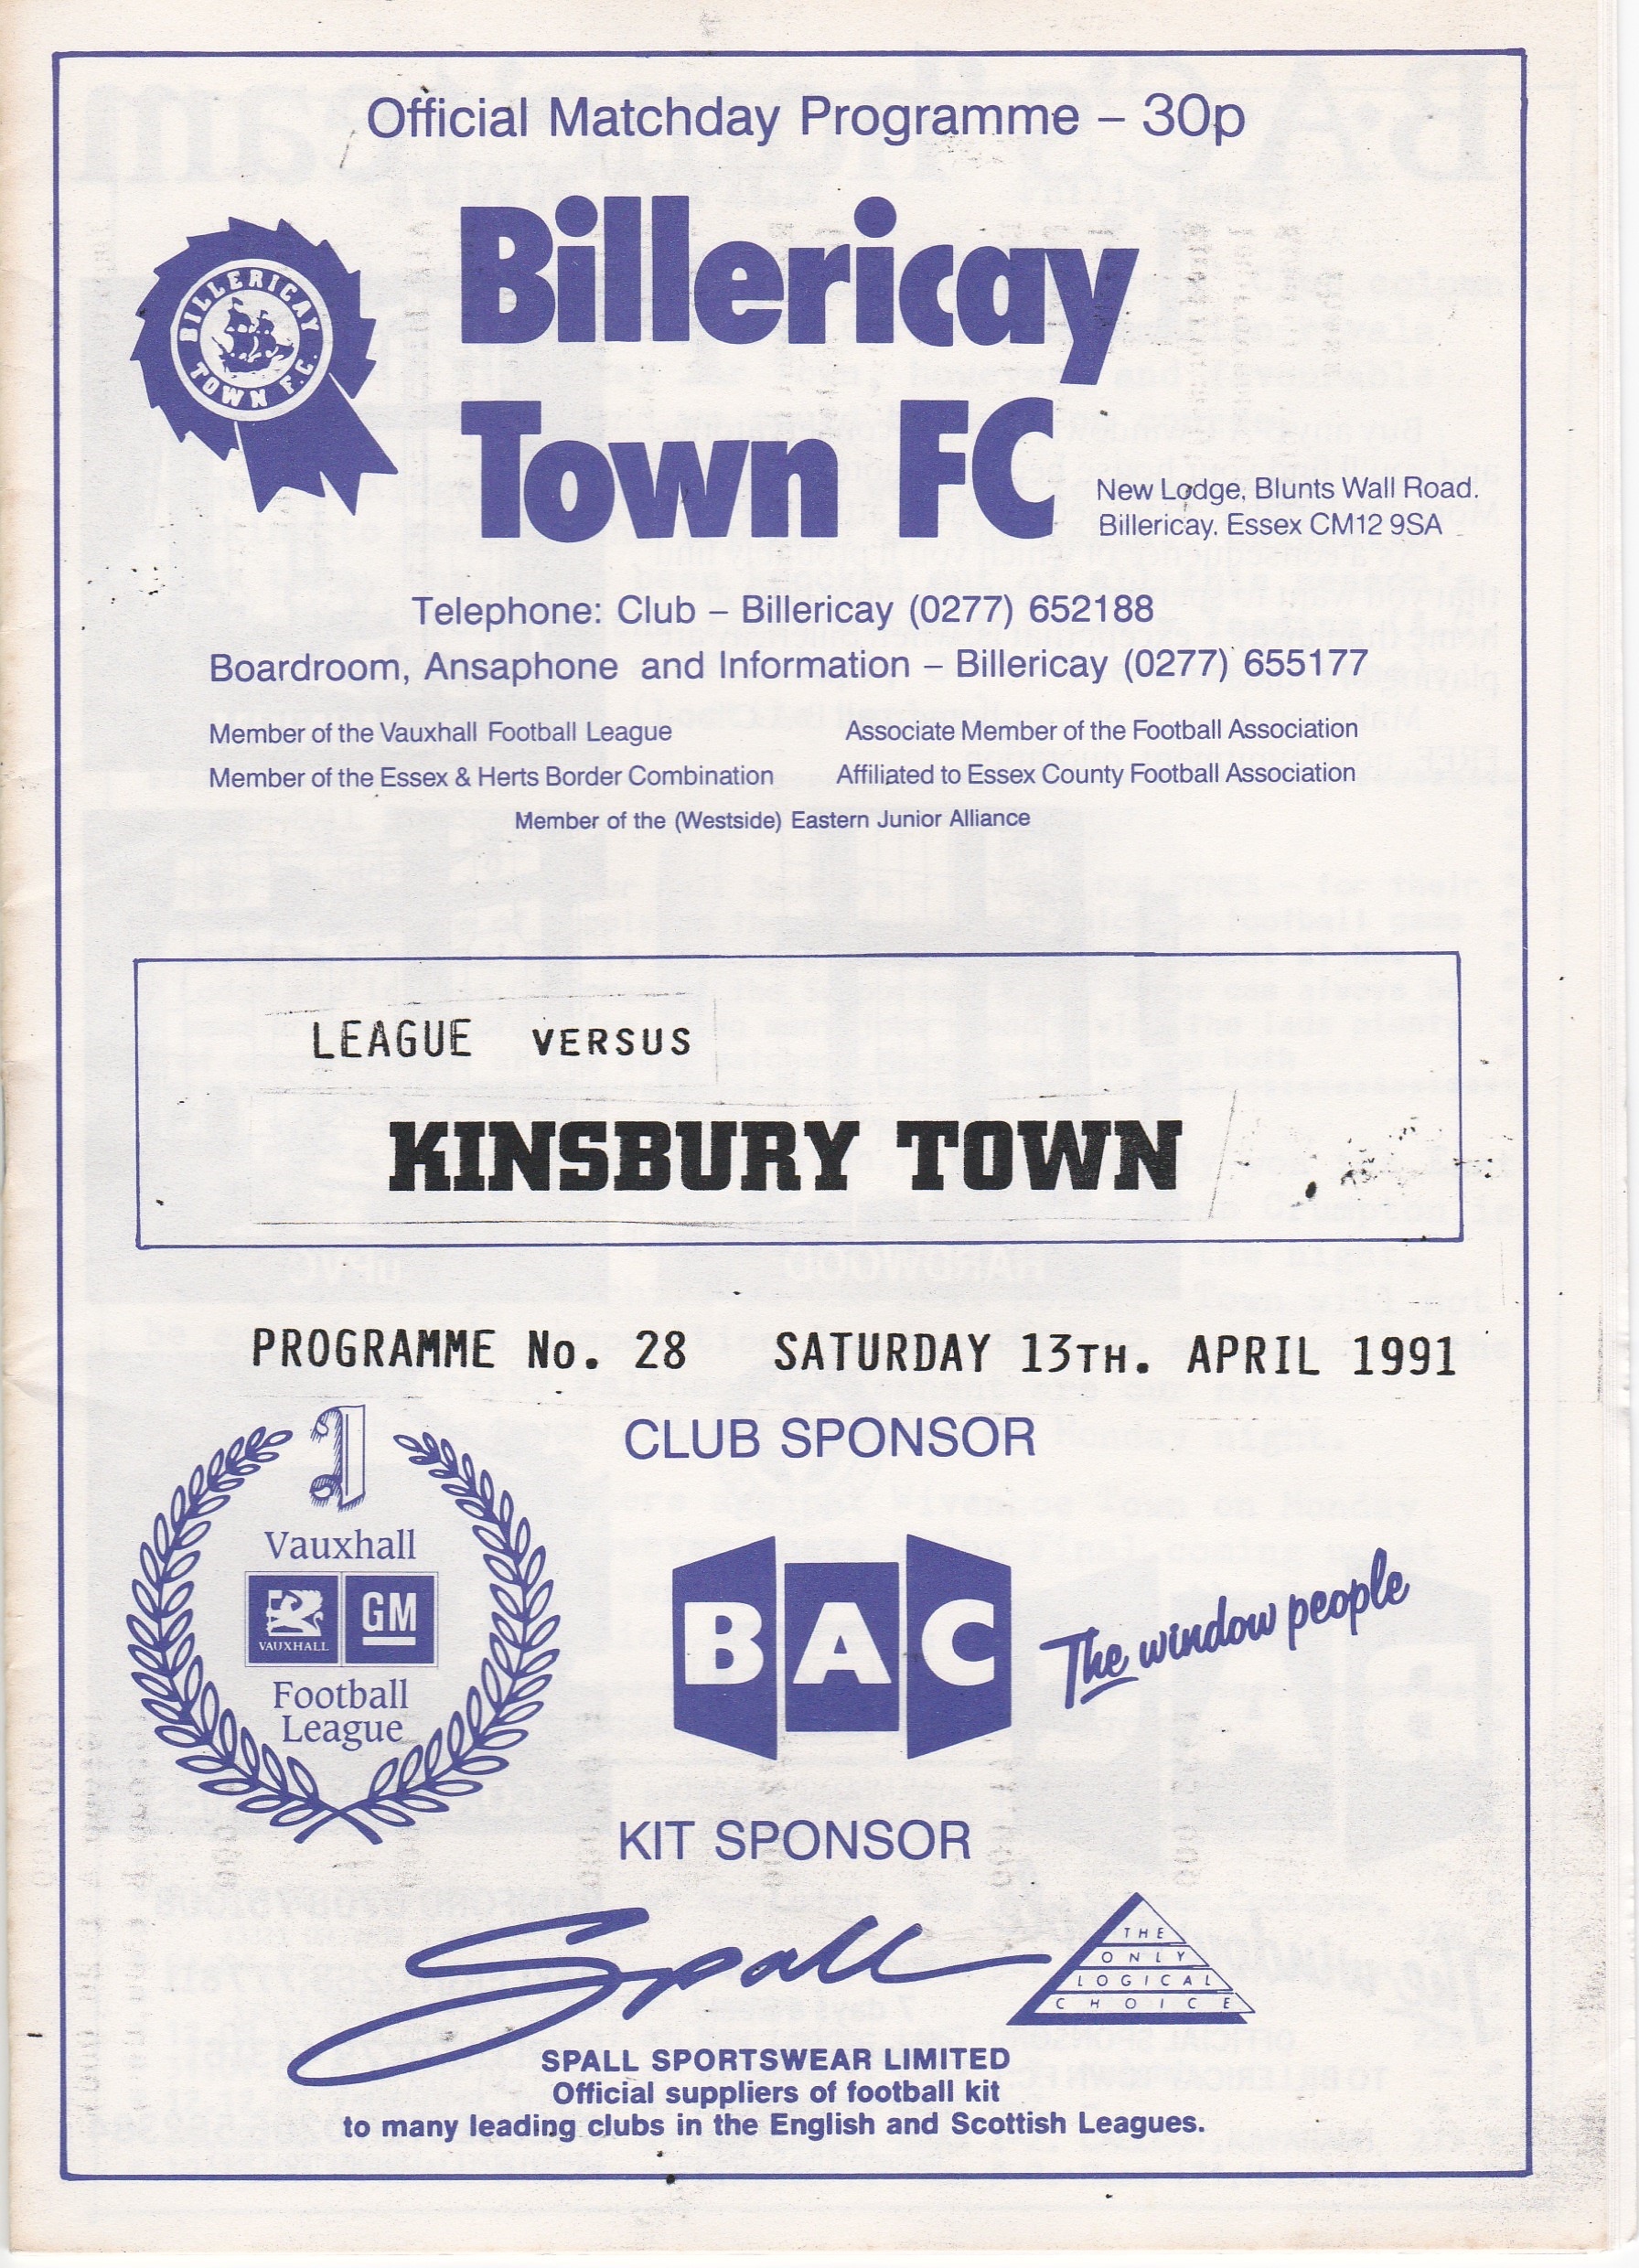 Official Matchday Programme – 30p
BILLERICAY TOWN F.C.
Billericay
Town FC
New Lodge, Blunts Wall Road.
Billericay. Essex CM12 9SA
Telephone: Club – Billericay (0277) 652188
Boardroom, Ansaphone and Information – Billericay (0277) 655177
Member of the Vauxhall Football League
Associate Member of the Football Association
Member of the Essex & Herts Border Combination
Affiliated to Essex County Football Association
Member of the (Westside) Eastern Junior Alliance
LEAGUE VERSUS
KINSBURY TOWN
PROGRAMME No. 28 SATURDAY 13TH. APRIL 1991
CLUB SPONSOR
Vauxhall
VAUXHALL
GM
Football
League
BAC
The window people
KIT SPONSOR
Spall
THE
ONLY
LOGICAL
CHOICE
SPALL SPORTSWEAR LIMITED
Official suppliers of football kit
to many leading clubs in the English and Scottish Leagues.